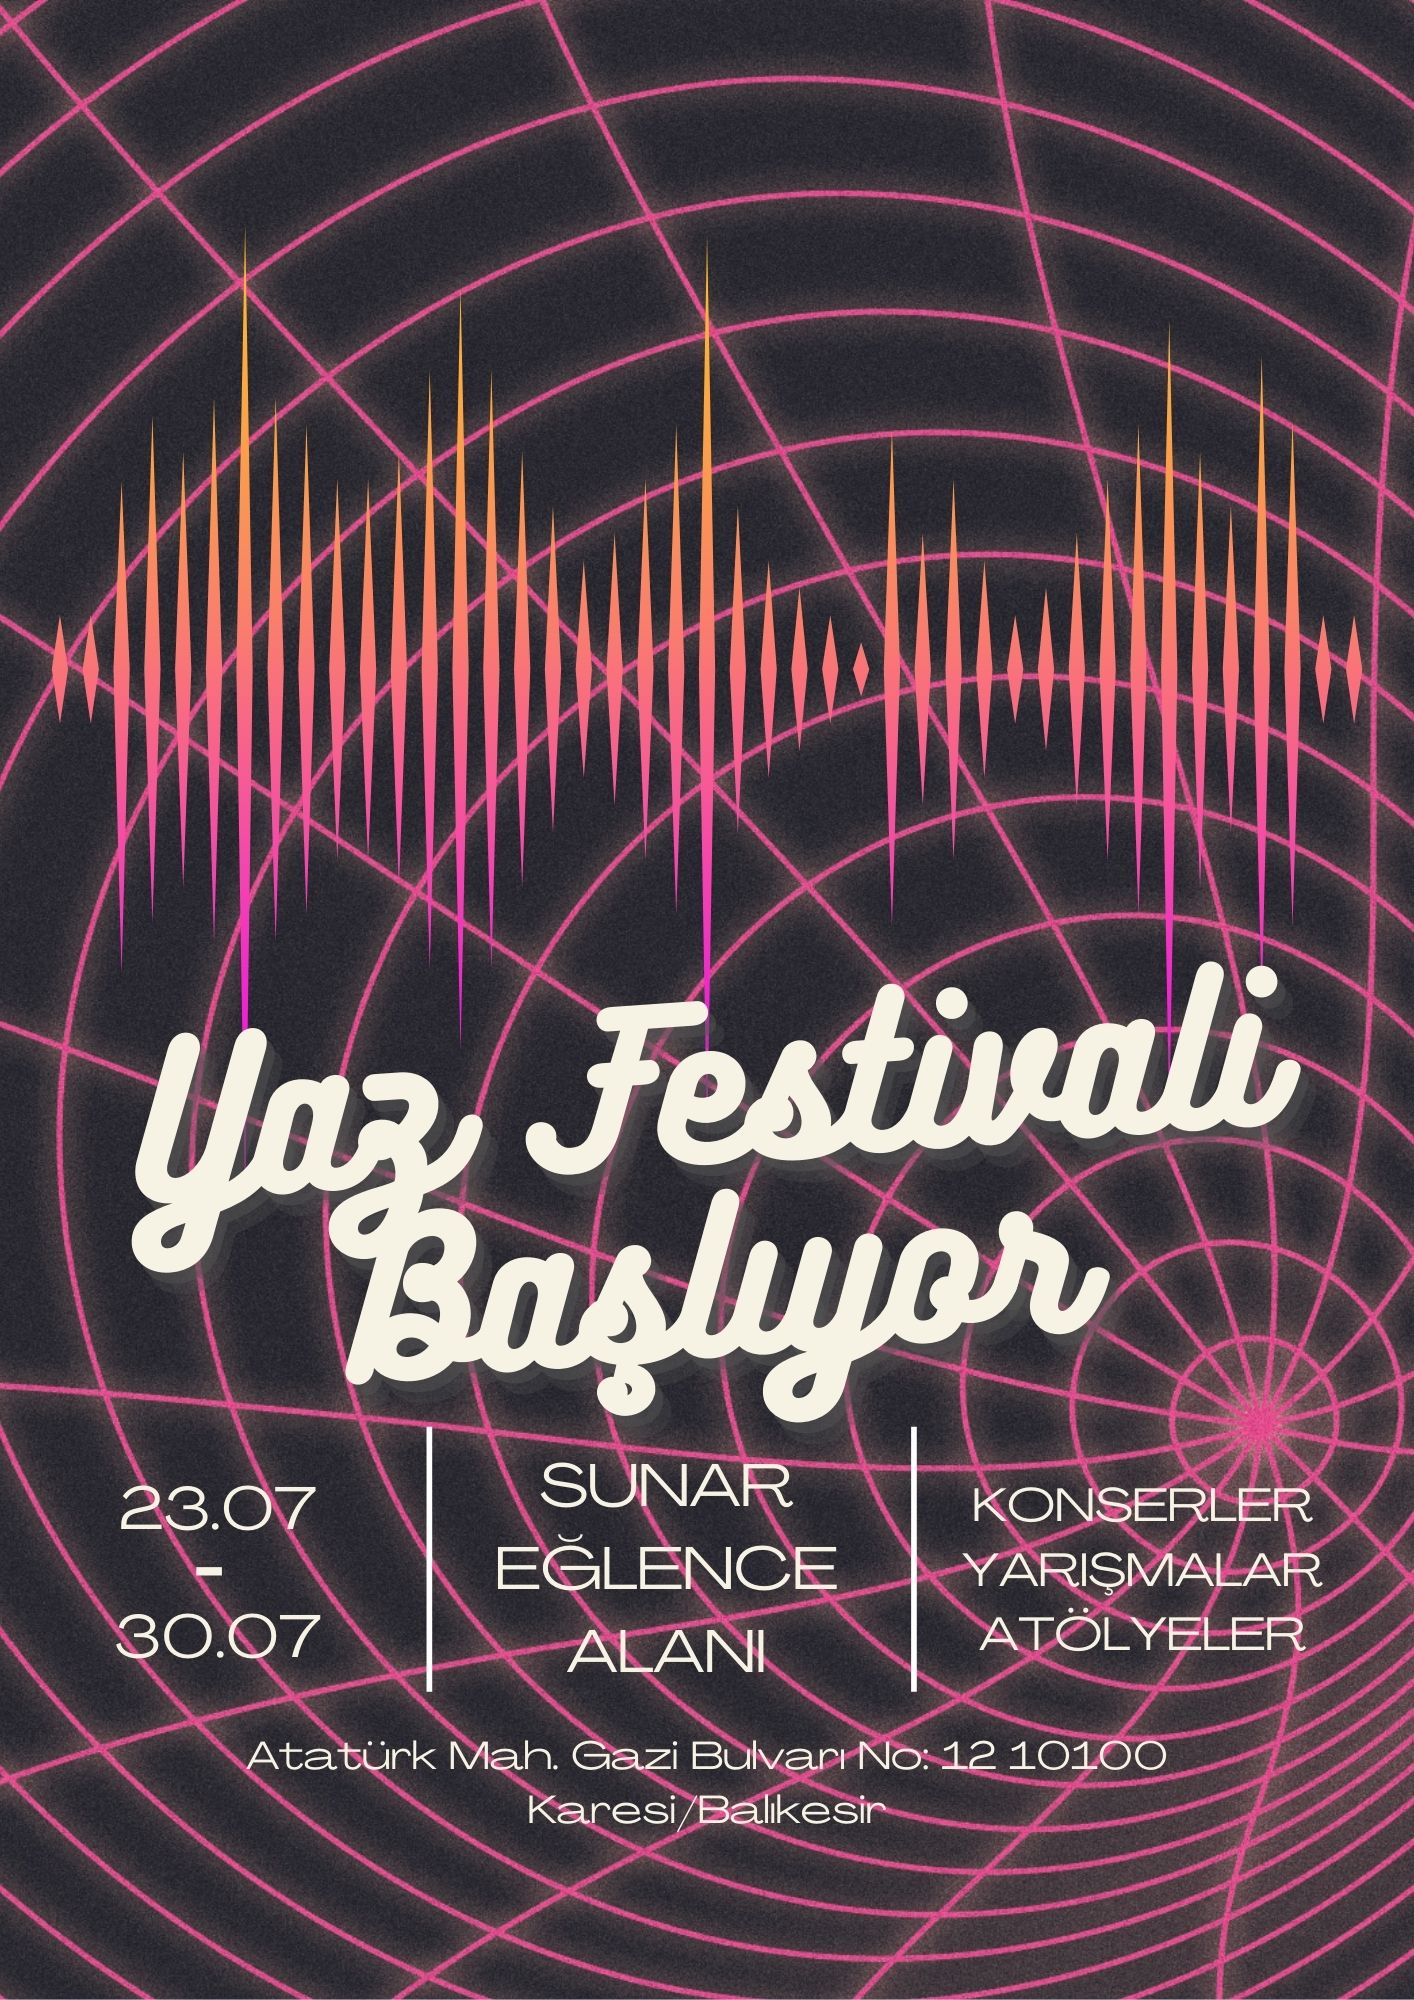 Yaz Festivali
Başlıyor
23.07
-
30.07
SUNAR
EĞLENCE
ALANI
KONSERLER
YARIŞMALAR
ATÖLYELER
Atatürk Mah. Gazi Bulvarı No: 12 10100
Karesi/Balıkesir